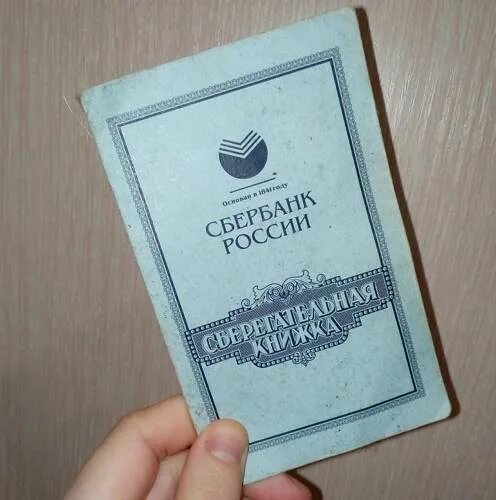 Основан в 1841 году
СБЕРБАНК
РОССИИ
СБЕРЕГАТЕЛЬНАЯ
КНИЖКА